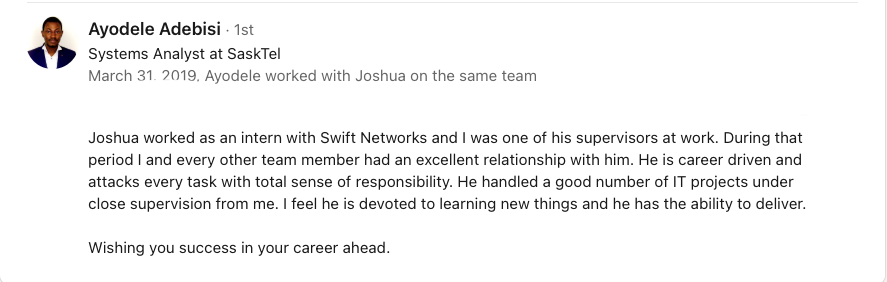 Ayodele Adebisi · 1st
Systems Analyst at SaskTel
March 31, 2019, Ayodele worked with Joshua on the same team
Joshua worked as an intern with Swift Networks and I was one of his supervisors at work. During that
period I and every other team member had an excellent relationship with him. He is career driven and
attacks every task with total sense of responsibility. He handled a good number of IT projects under
close supervision from me. I feel he is devoted to learning new things and he has the ability to deliver.
Wishing you success in your career ahead.